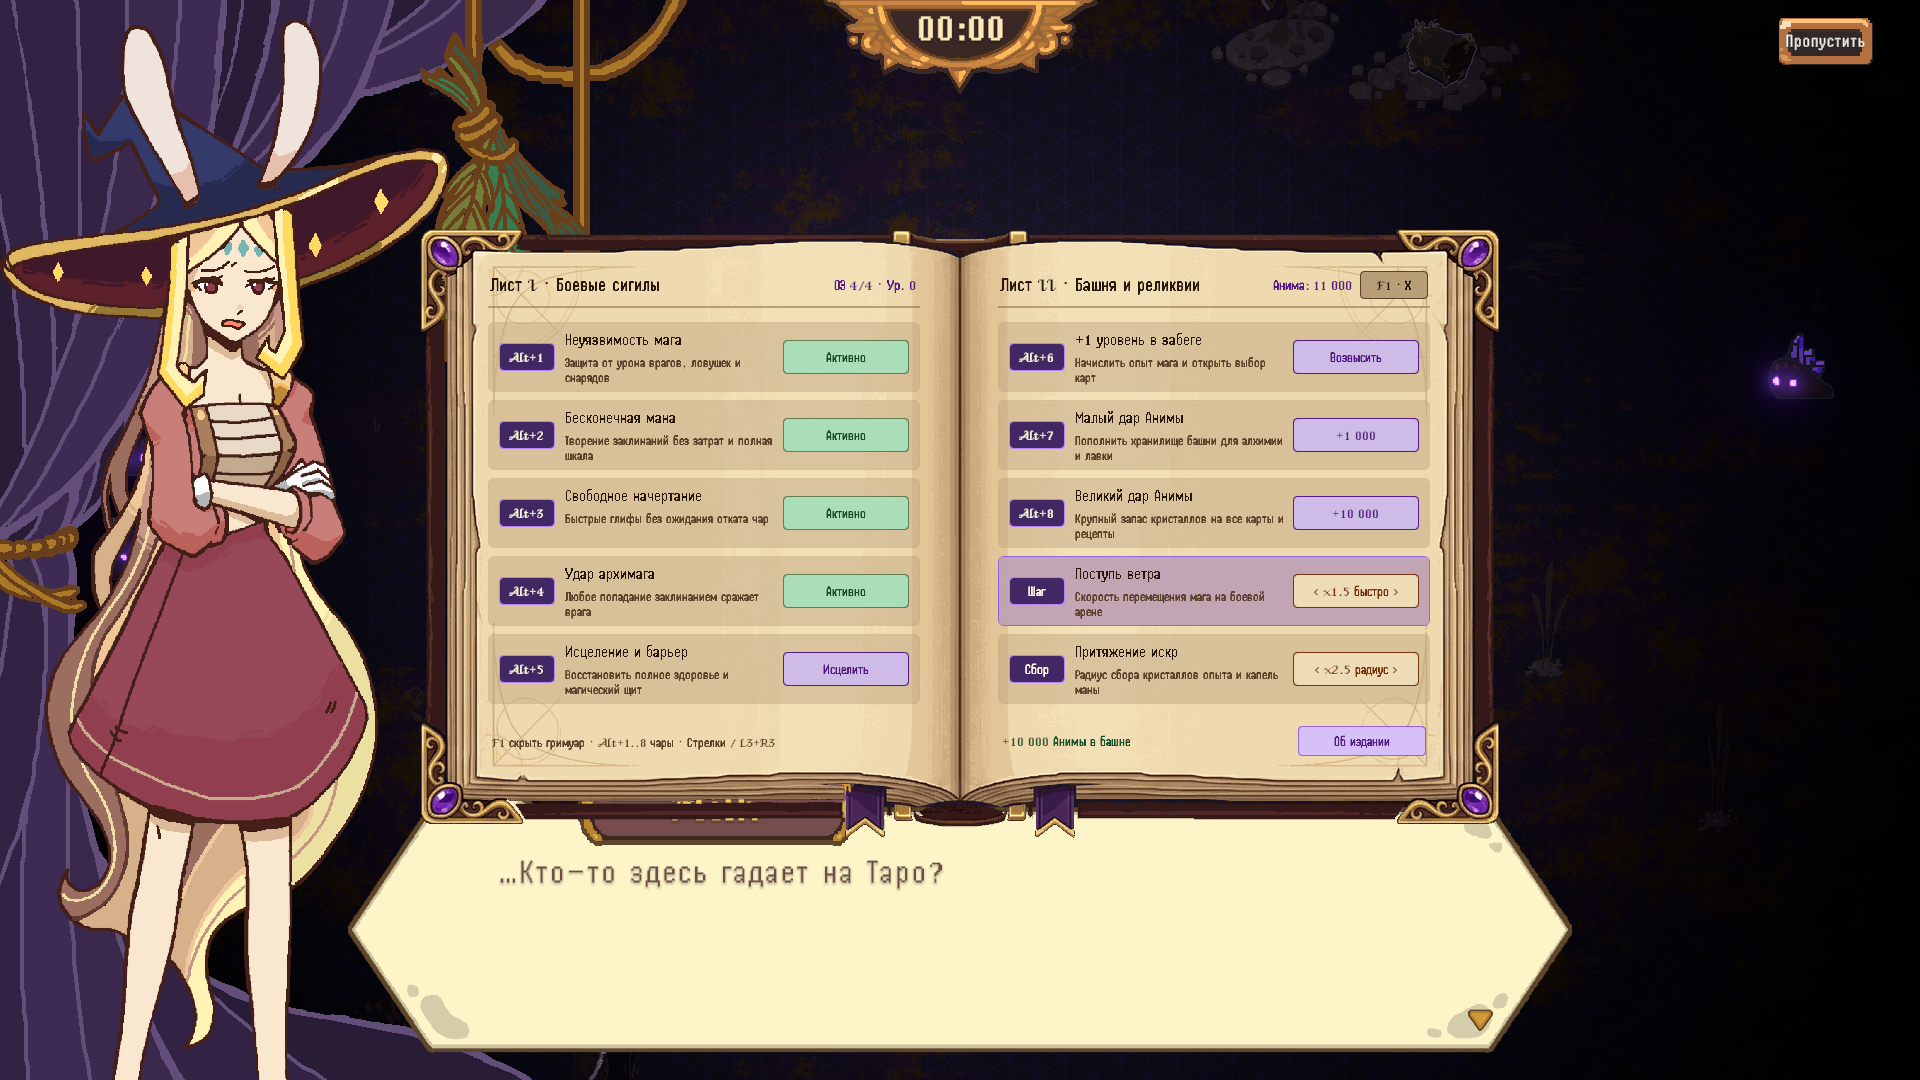 00:00
Пропустить
Лист I · Боевые сигилы
ОЗ 4/4 · Ур. 0
Alt+1
Неуязвимость мага
Защита от урона врагов, ловушек и
снарядов
Активно
Alt+2
Бесконечная мана
Творение заклинаний без затрат и полная
шкала
Активно
Alt+3
Свободное начертание
Быстрые глифы без ожидания отката чар
Активно
Alt+4
Удар архимага
Любое попадание заклинанием сражает
врага
Активно
Alt+5
Исцеление и барьер
Восстановить полное здоровье и
магический щит
Исцелить
F1 скрыть гримуар · Alt+1..8 чары · Стрелки / L3+R3
Лист II · Башня и реликвии
Анима: 11 000
F1 · X
Alt+6
+1 уровень в забеге
Начислить опыт мага и открыть выбор
карт
Возвысить
Alt+7
Малый дар Анимы
Пополнить хранилище башни для алхимии
и лавки
+1 000
Alt+8
Великий дар Анимы
Крупный запас кристаллов на все карты и
рецепты
+10 000
Шаг
Поступь ветра
Скорость перемещения мага на боевой
арене
‹ x1.5 быстро ›
Сбор
Притяжение искр
Радиус сбора кристаллов опыта и капель
маны
‹ x2.5 радиус ›
+10 000 Анимы в башне
Об издании
…Кто-то здесь гадает на Таро?